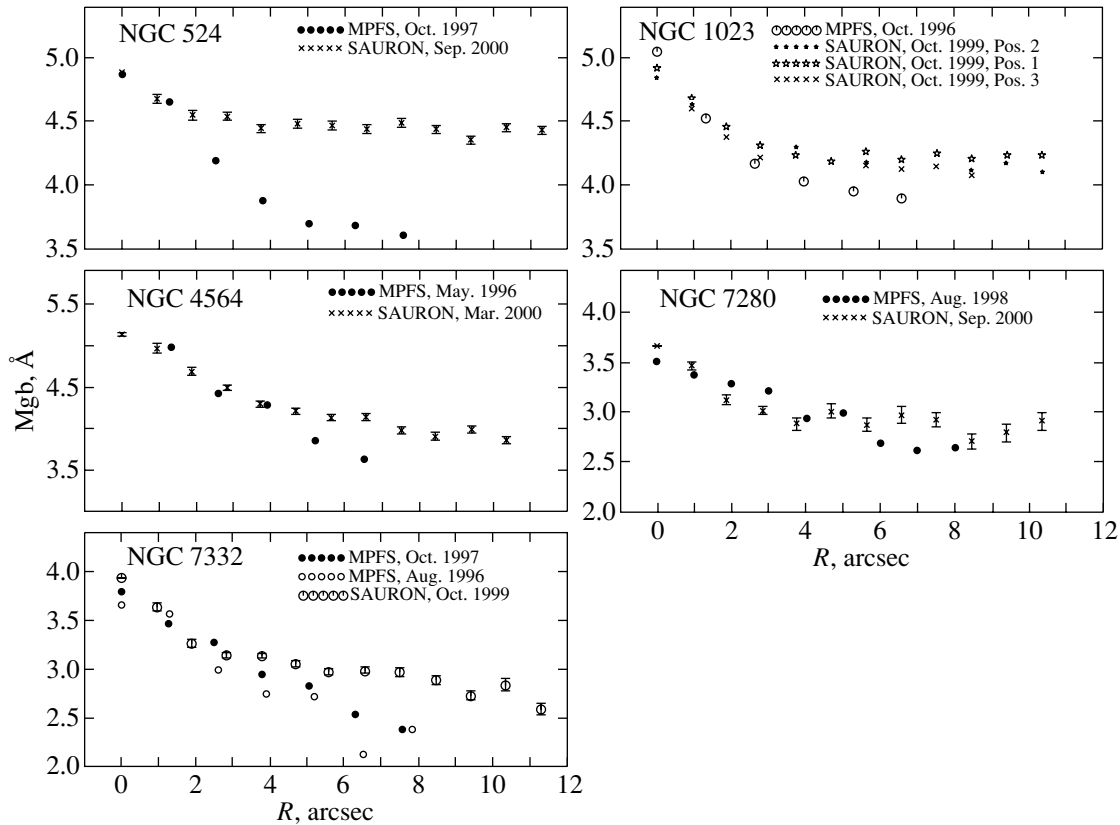 NGC 524
MPFS, Oct. 1997
SAURON, Sep. 2000
5.0
4.5
4.0
3.5
NGC 1023
MPFS, Oct. 1996
SAURON, Oct. 1999, Pos. 2
SAURON, Oct. 1999, Pos. 1
SAURON, Oct. 1999, Pos. 3
5.0
4.5
4.0
3.5
Mgb, Å
NGC 4564
MPFS, May. 1996
SAURON, Mar. 2000
5.5
4.5
3.5
NGC 7280
MPFS, Aug. 1998
SAURON, Sep. 2000
4.0
3.5
3.0
2.5
2.0
0 2 4 6 8 10 12
R, arcsec
NGC 7332
MPFS, Oct. 1997
MPFS, Aug. 1996
SAURON, Oct. 1999
4.0
3.5
3.0
2.5
2.0
0 2 4 6 8 10 12
R, arcsec